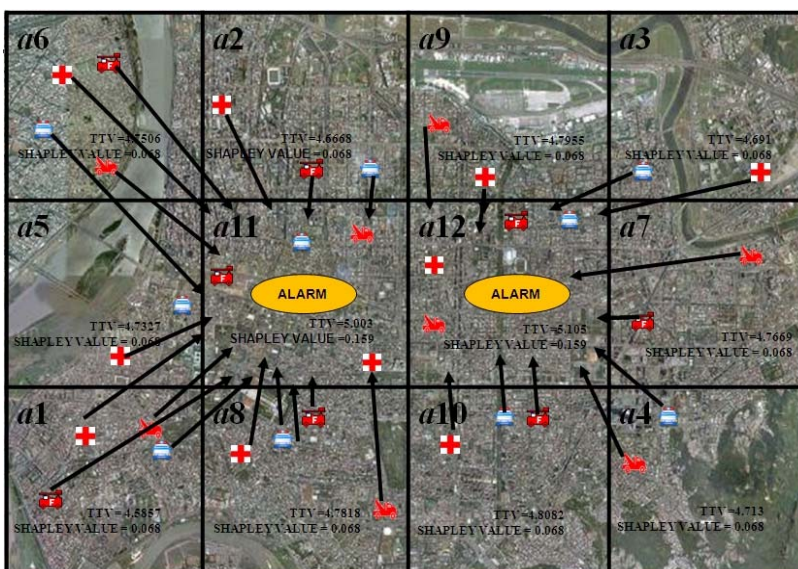 a6
TTV=4.7506
SHAPLEY VALUE = 0.068
a2
TTV=4.6668
SHAPLEY VALUE = 0.068
a9
TTV=4.7955
SHAPLEY VALUE = 0.068
a3
TTV=4.691
SHAPLEY VALUE = 0.068
a5
TTV=4.7327
SHAPLEY VALUE = 0.068
a11
ALARM
TTV=5.003
SHAPLEY VALUE =0.159
a12
ALARM
TTV=5.105
SHAPLEY VALUE =0.159
a7
TTV=4.7669
SHAPLEY VALUE = 0.068
a1
TTV=4.5857
SHAPLEY VALUE = 0.068
a8
TTV=4.7818
SHAPLEY VALUE = 0.068
a10
TTV=4.8082
SHAPLEY VALUE = 0.068
a4
TTV=4.713
SHAPLEY VALUE = 0.068
F
F
F
F
F
F
F
F